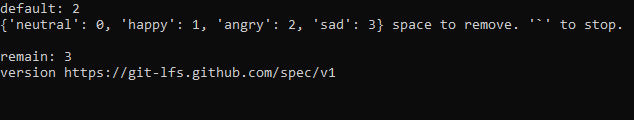 default: 2
{'neutral': 0, 'happy': 1, 'angry': 2, 'sad': 3} space to remove. '`' to stop.
remain: 3
version https://git-lfs.github.com/spec/v1